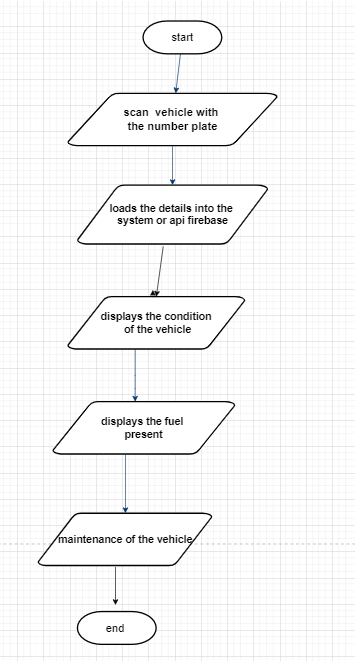 start
scan vehicle with
the number plate
loads the details into the
system or api firebase
displays the condition
of the vehicle
displays the fuel
present
maintenance of the vehicle
end